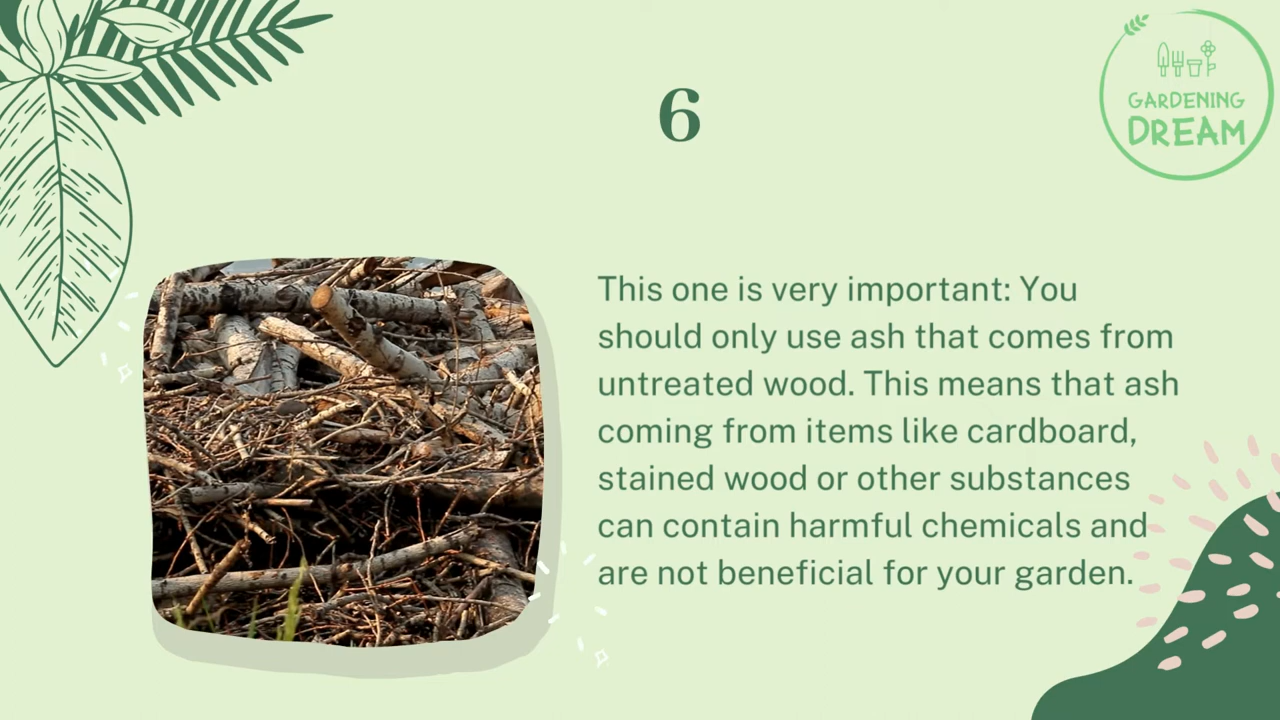 6
GARDENING
DREAM
This one is very important: You
should only use ash that comes from
untreated wood. This means that ash
coming from items like cardboard,
stained wood or other substances
can contain harmful chemicals and
are not beneficial for your garden.